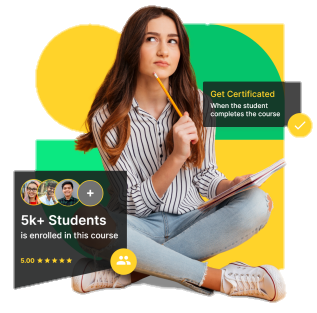 Get Certificated
When the student
completes the course
+
5k+ Students
is enrolled in this course
5.00 ★★★★★